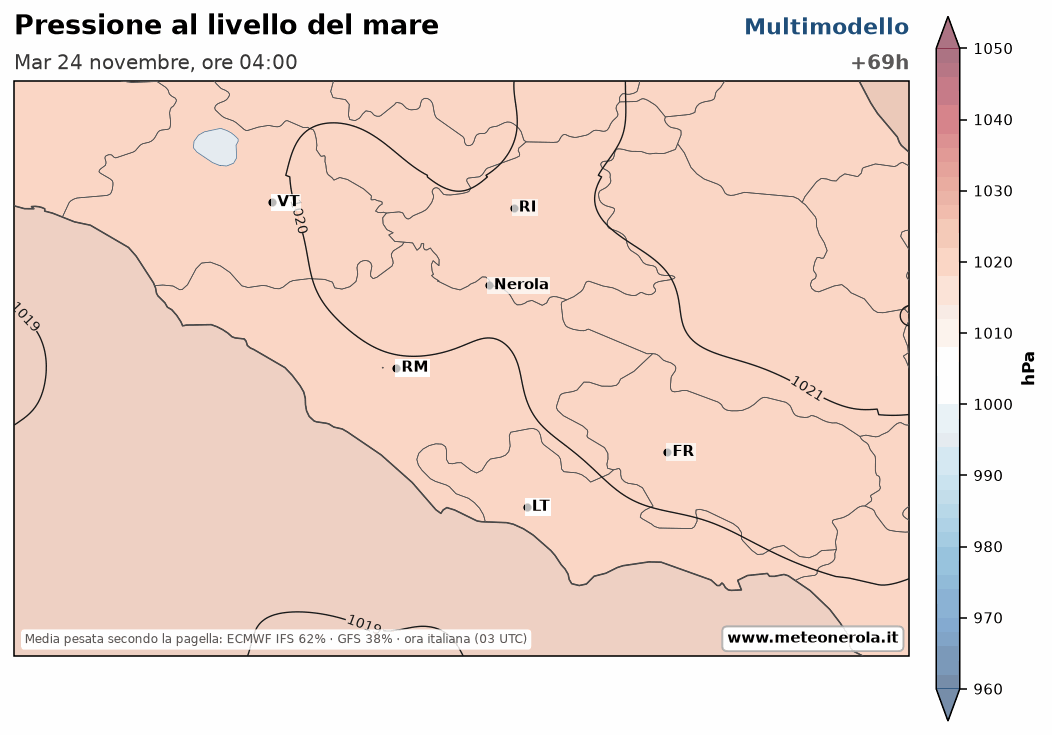 Pressione al livello del mare
Multimodello
Mar 24 novembre, ore 04:00
+69h
VT
1020
RI
Nerola
1019
RM
1021
FR
LT
1019
Media pesata secondo la pagella: ECMWF IFS 62% · GFS 38% · ora italiana (03 UTC)
www.meteonerola.it
1050
1040
1030
1020
1010
1000
990
980
970
960
hPa